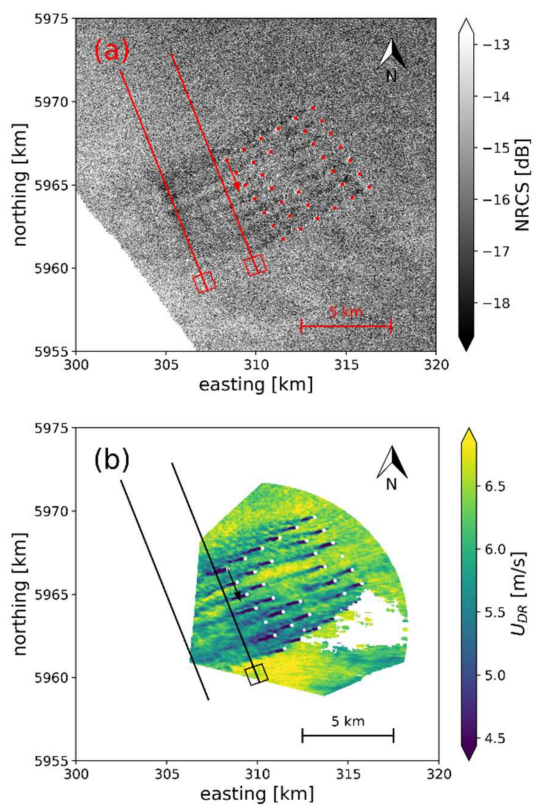 5975
(a)
N
5970
5965
5960
5955
northing [km]
5 km
300 305 310 315 320
easting [km]
−13
−14
−15
−16
−17
−18
NRCS [dB]
5975
(b)
N
5970
5965
5960
5955
northing [km]
5 km
300 305 310 315 320
easting [km]
6.5
6.0
5.5
5.0
4.5
U_DR [m/s]